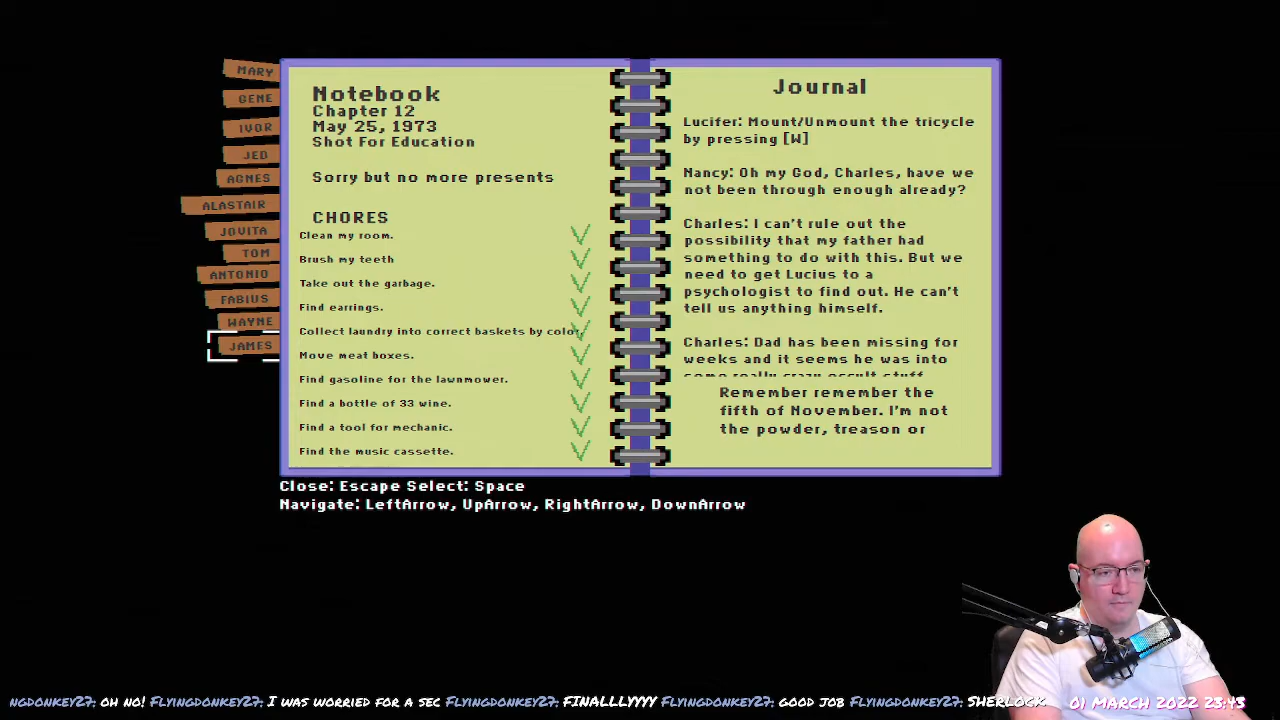 MARY
GENE
IVOR
JED
AGNES
ALASTAIR
JOVITA
TOM
ANTONIO
FABIUS
WAYNE
JAMES
Notebook
Chapter 12
May 25, 1973
Shot For Education
Sorry but no more presents
CHORES
Clean my room.
Brush my teeth
Take out the garbage.
Find earrings.
Collect laundry into correct baskets by color.
Move meat boxes.
Find gasoline for the lawnmower.
Find a bottle of 33 wine.
Find a tool for mechanic.
Find the music cassette.
Journal
Lucifer: Mount/Unmount the tricycle
by pressing [W]
Nancy: Oh my God, Charles, have we
not been through enough already?
Charles: I can't rule out the
possibility that my father had
something to do with this. But we
need to get Lucius to a
psychologist to find out. He can't
tell us anything himself.
Charles: Dad has been missing for
weeks and it seems he was into
some really crazy occult stuff
Remember remember the
fifth of November. I'm not
the powder, treason or
Close: Escape Select: Space
Navigate: LeftArrow, UpArrow, RightArrow, DownArrow
ngdonkey27: oh no! Flyingdonkey27: I was worried for a sec Flyingdonkey27: FINALLLYYYY Flyingdonkey27: good job Flyingdonkey27: SHERLOCK
01 MARCH 2022 23:43